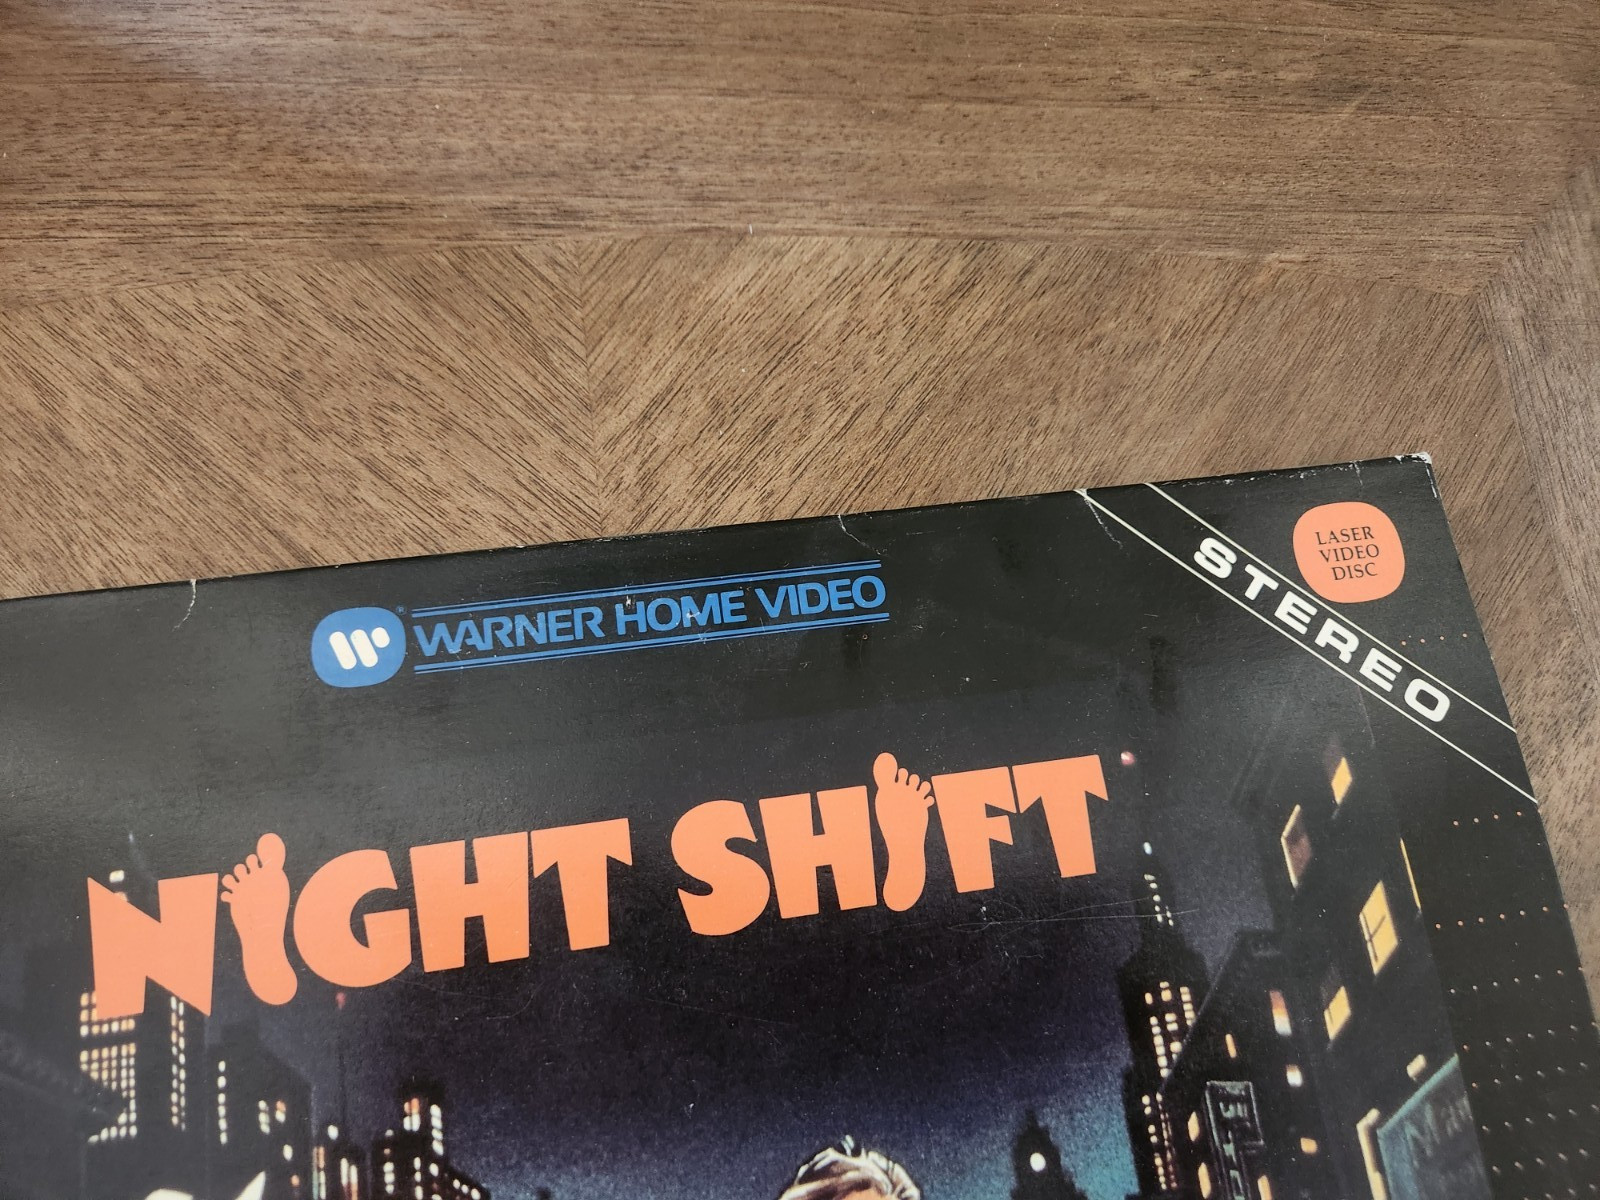 WARNER HOME VIDEO
STEREO
LASER
VIDEO
DISC
NIGHT SHIFT